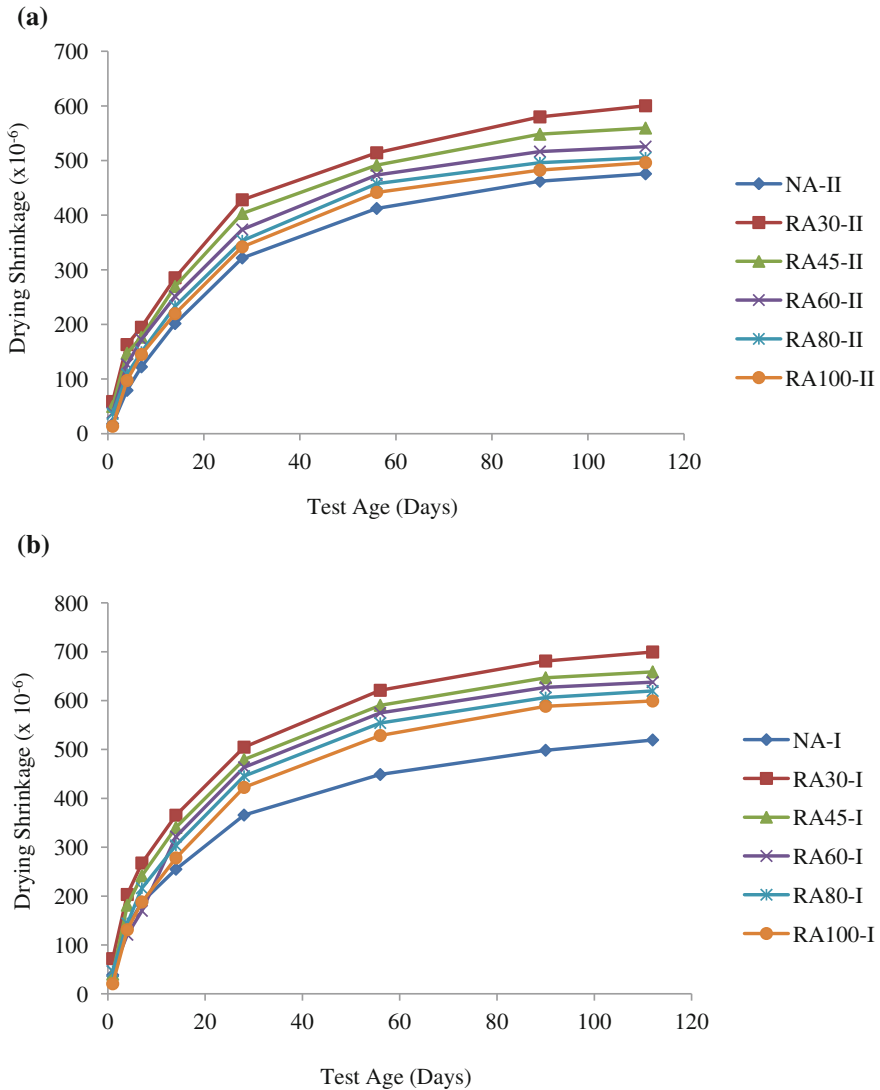 (a)
700
600
500
400
300
200
100
0
Drying Shrinkage (x10-6)
0 20 40 60 80 100 120
Test Age (Days)
NA-II
RA30-II
RA45-II
RA60-II
RA80-II
RA100-II
(b)
800
700
600
500
400
300
200
100
0
Drying Shrinkage (x 10-6)
0 20 40 60 80 100 120
Test Age (Days)
NA-I
RA30-I
RA45-I
RA60-I
RA80-I
RA100-I